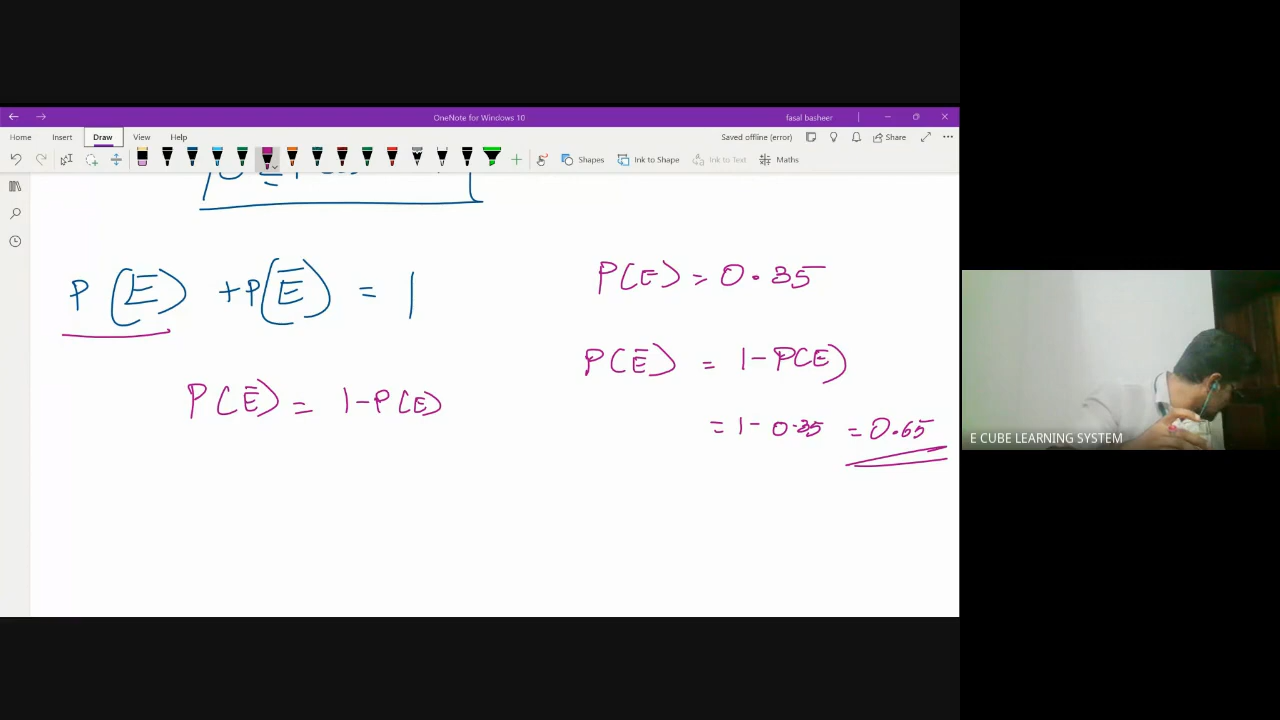 OneNote for Windows 10
fasal basheer
Home Insert Draw View Help
Saved offline (error)
Share
Shapes
Ink to Shape
Ink to Text
Maths
P(E) + P(E̅) = 1
P(E̅) = 1-P(E)
P(E) = 0.35
P(E̅) = 1-P(E)
= 1- 0.35 = 0.65
E CUBE LEARNING SYSTEM